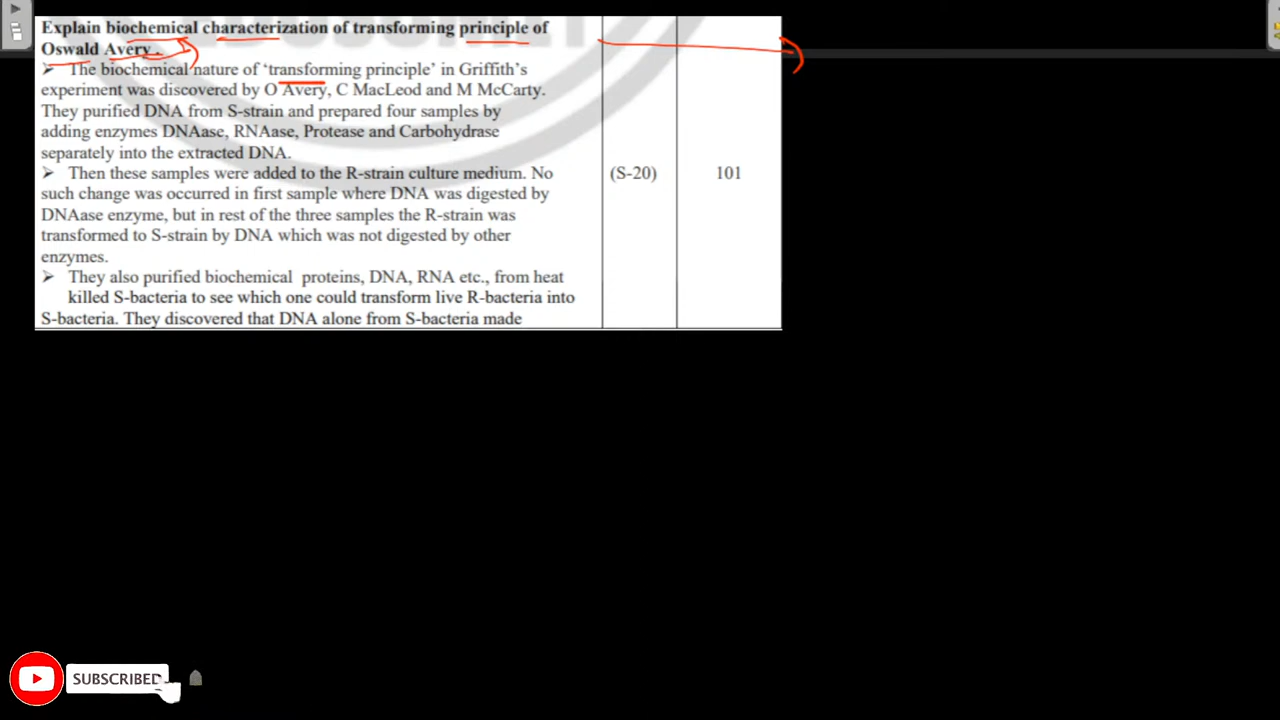 Explain biochemical characterization of transforming principle of
Oswald Avery .
➢ The biochemical nature of ‘transforming principle’ in Griffith’s
experiment was discovered by O Avery, C MacLeod and M McCarty.
They purified DNA from S-strain and prepared four samples by
adding enzymes DNAase, RNAase, Protease and Carbohydrase
separately into the extracted DNA.
➢ Then these samples were added to the R-strain culture medium. No
such change was occurred in first sample where DNA was digested by
DNAase enzyme, but in rest of the three samples the R-strain was
transformed to S-strain by DNA which was not digested by other
enzymes.
➢ They also purified biochemical proteins, DNA, RNA etc., from heat
killed S-bacteria to see which one could transform live R-bacteria into
S-bacteria. They discovered that DNA alone from S-bacteria made
(S-20)
101
SUBSCRIBED